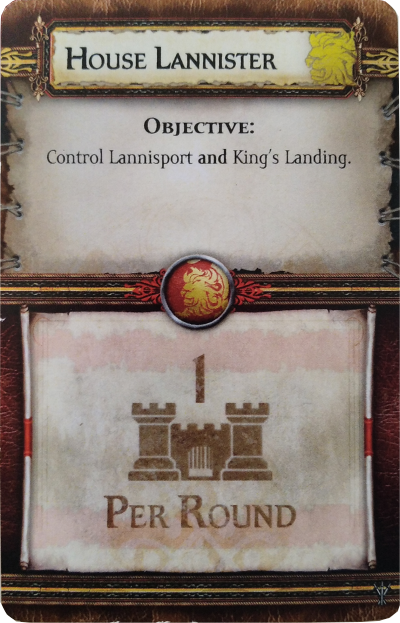 House Lannister
Objective:
Control Lannisport and King's Landing.
1
Per Round